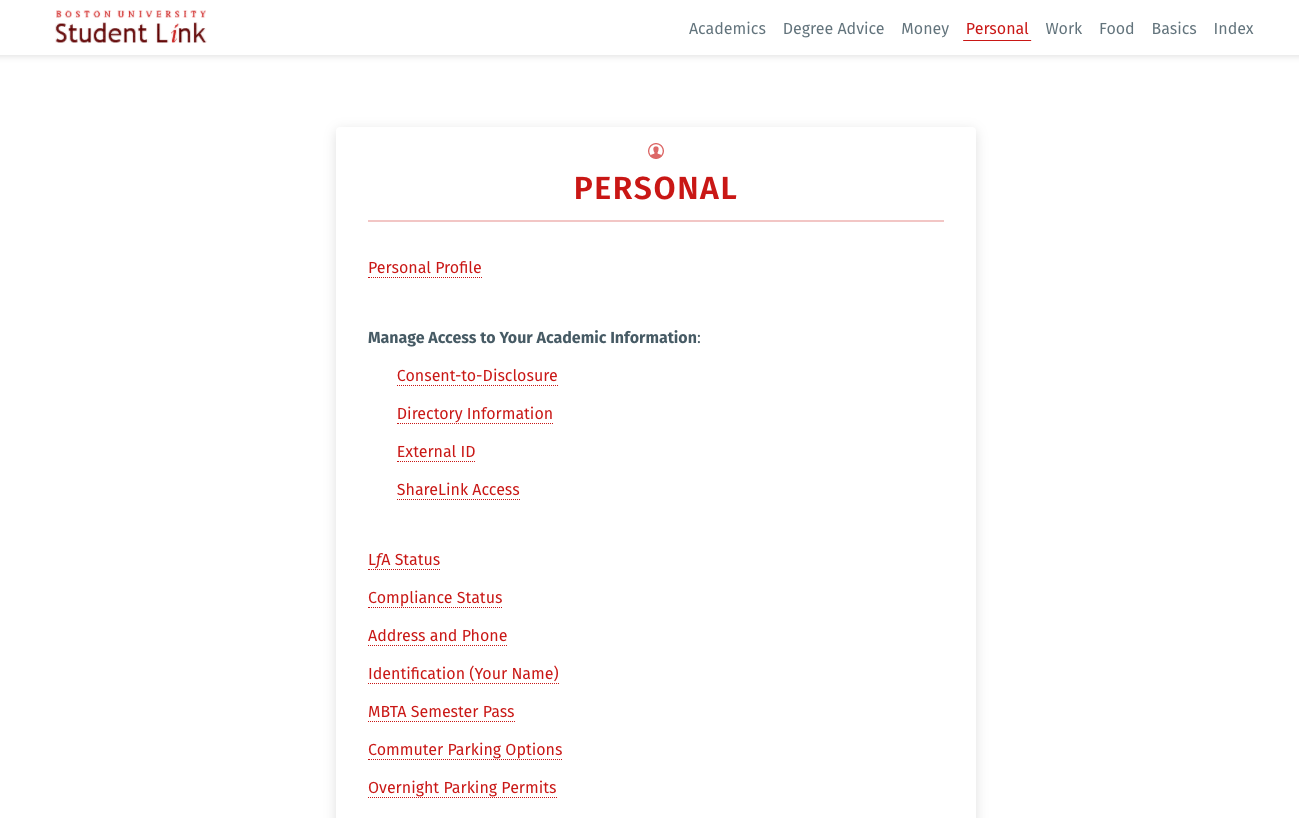 BOSTON UNIVERSITY
Student Link
Academics Degree Advice Money Personal Work Food Basics Index
PERSONAL
Personal Profile
Manage Access to Your Academic Information:
Consent-to-Disclosure
Directory Information
External ID
ShareLink Access
LfA Status
Compliance Status
Address and Phone
Identification (Your Name)
MBTA Semester Pass
Commuter Parking Options
Overnight Parking Permits